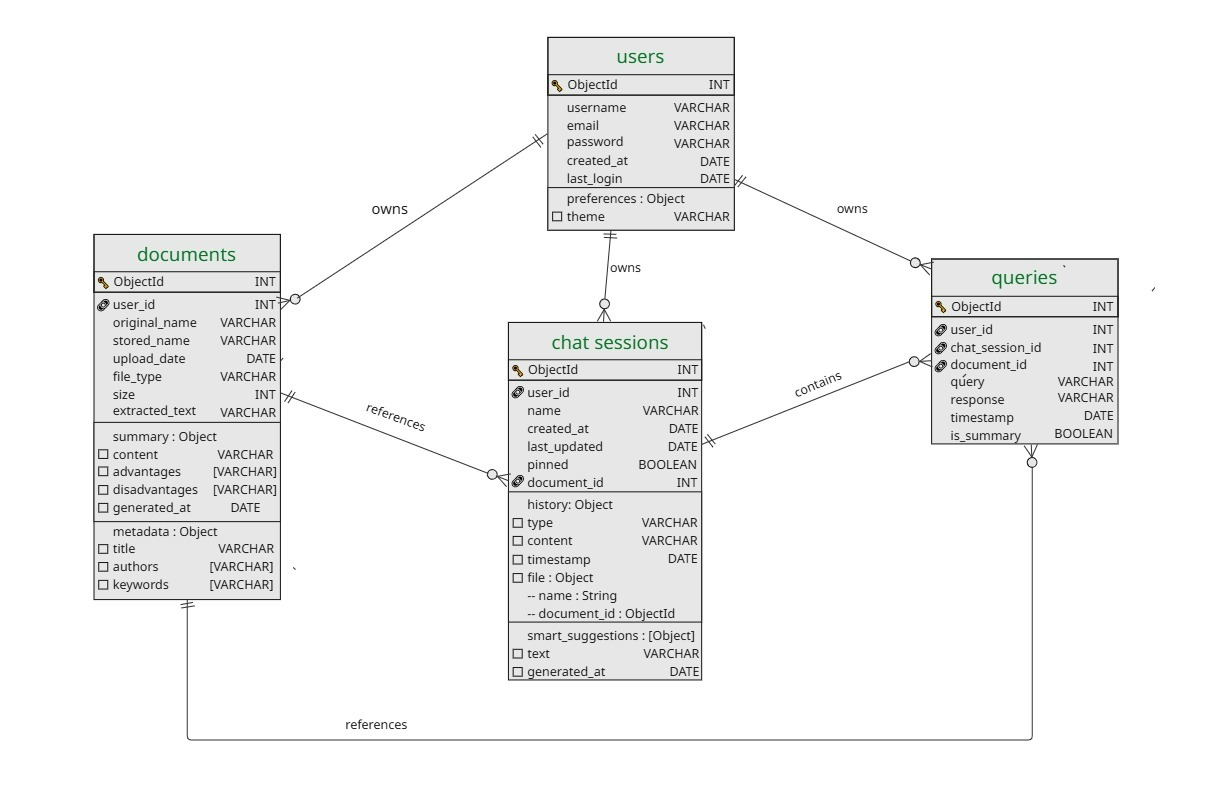 users
ObjectId INT
username VARCHAR
email VARCHAR
password VARCHAR
created_at DATE
last_login DATE
preferences : Object
theme VARCHAR
owns
owns
owns
documents
ObjectId INT
user_id INT
original_name VARCHAR
stored_name VARCHAR
upload_date DATE
file_type VARCHAR
size INT
extracted_text VARCHAR
summary : Object
content VARCHAR
advantages [VARCHAR]
disadvantages [VARCHAR]
generated_at DATE
metadata : Object
title VARCHAR
authors [VARCHAR]
keywords [VARCHAR]
references
chat sessions
ObjectId INT
user_id INT
name VARCHAR
created_at DATE
last_updated DATE
pinned BOOLEAN
document_id INT
history: Object
type VARCHAR
content VARCHAR
timestamp DATE
file : Object
-- name : String
-- document_id : ObjectId
smart_suggestions : [Object]
text VARCHAR
generated_at DATE
contains
queries
ObjectId INT
user_id INT
chat_session_id INT
document_id INT
query VARCHAR
response VARCHAR
timestamp DATE
is_summary BOOLEAN
references